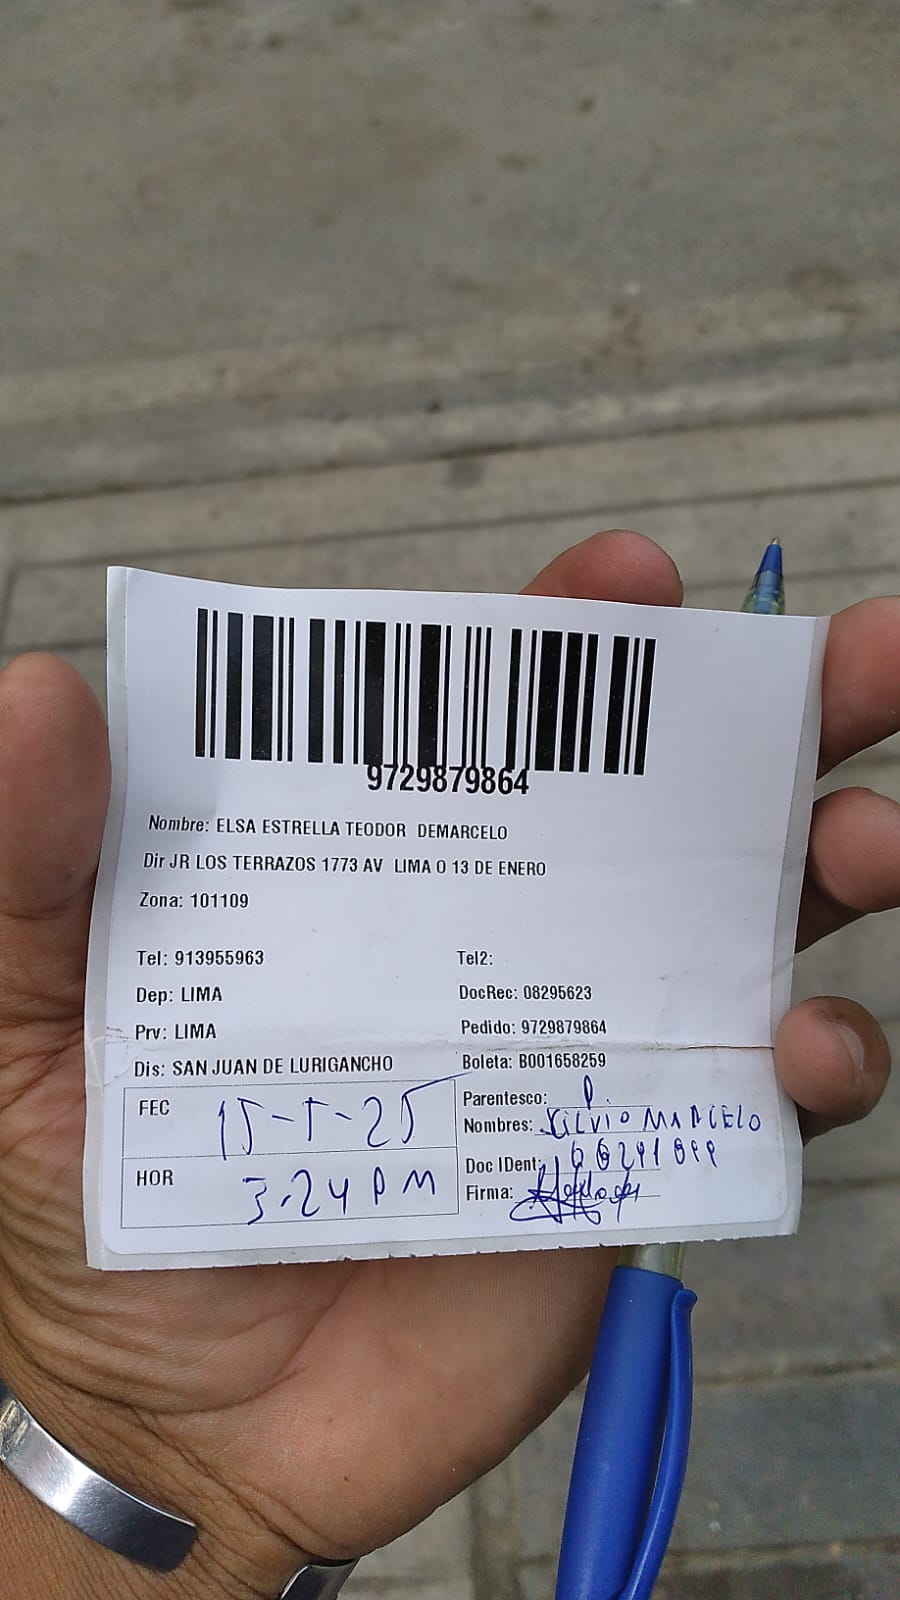 9729879864
Nombre: ELSA ESTRELLA TEODOR DEMARCELO
Dir JR LOS TERRAZOS 1773 AV LIMA O 13 DE ENERO
Zona: 101109
Tel: 913955963 Tel2:
Dep: LIMA DocRec: 08295623
Prv: LIMA Pedido: 9729879864
Dis: SAN JUAN DE LURIGANCHO Boleta: B001658259
FEC 15-5-25
HOR 3:24 PM
Parentesco: P.
Nombres: SILVIO MARCELO
Doc IDent:
Firma: